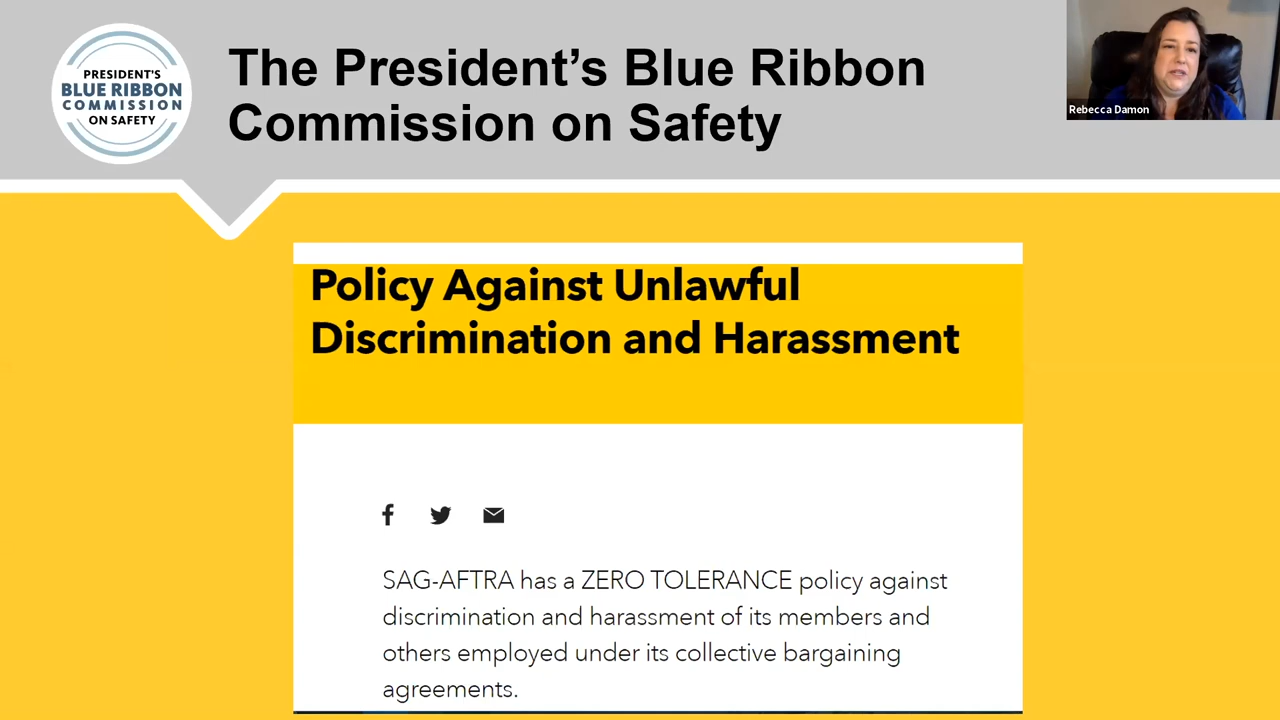 PRESIDENT'S
BLUE RIBBON
COMMISSION
ON SAFETY
The President’s Blue Ribbon
Commission on Safety
Rebecca Damon
Policy Against Unlawful
Discrimination and Harassment
SAG-AFTRA has a ZERO TOLERANCE policy against
discrimination and harassment of its members and
others employed under its collective bargaining
agreements.